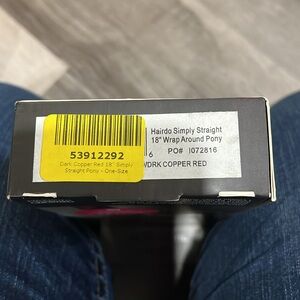 53912292
Dark Copper Red 18" Simply
Straight Pony - One-Size
Hairdo Simply Straight
18" Wrap Around Pony
6 PO# I072816
/DRK COPPER RED